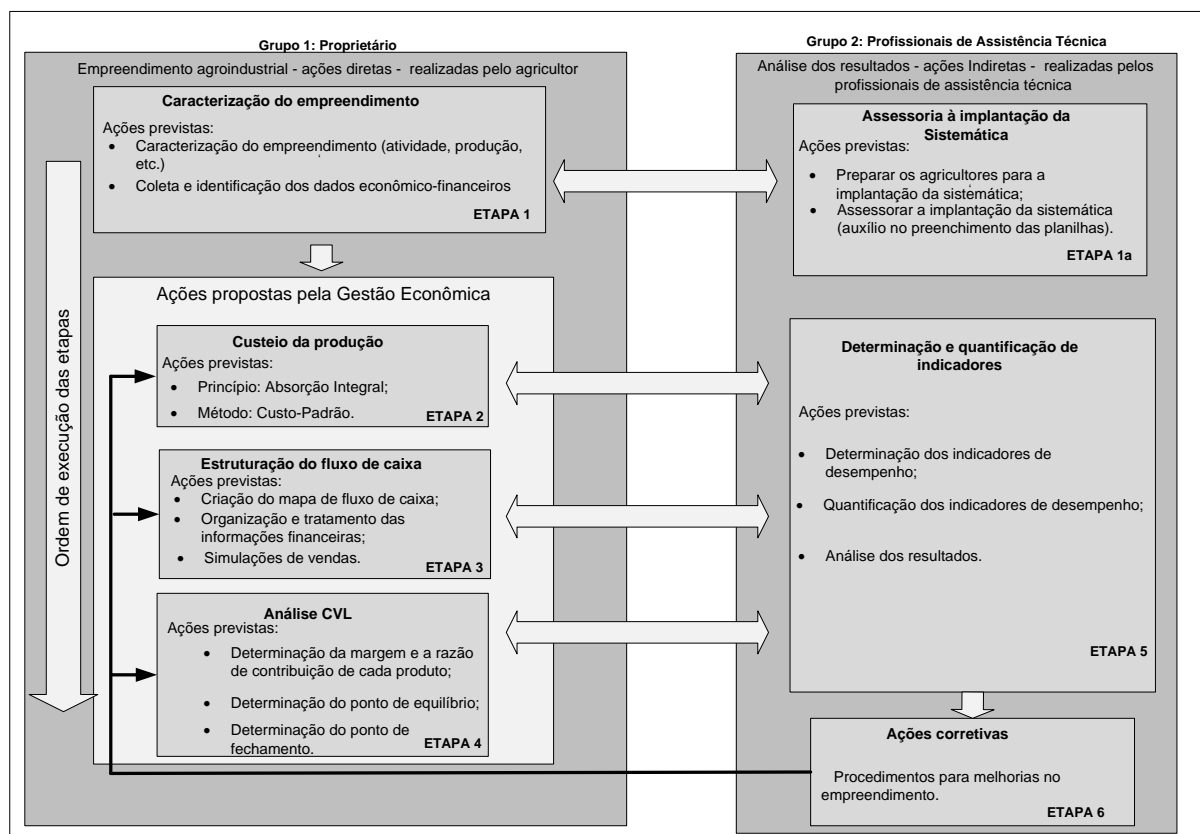 Grupo 1: Proprietário
Empreendimento agroindustrial - ações diretas - realizadas pelo agricultor
Caracterização do empreendimento
Ações previstas:
• Caracterização do empreendimento (atividade, produção,
etc.)
• Coleta e identificação dos dados econômico-financeiros
ETAPA 1
Ordem de execução das etapas
Ações propostas pela Gestão Econômica
Custeio da produção
Ações previstas:
• Princípio: Absorção Integral;
• Método: Custo-Padrão.
ETAPA 2
Estruturação do fluxo de caixa
Ações previstas:
• Criação do mapa de fluxo de caixa;
• Organização e tratamento das
informações financeiras;
• Simulações de vendas.
ETAPA 3
Análise CVL
Ações previstas:
• Determinação da margem e a razão
de contribuição de cada produto;
• Determinação do ponto de equilíbrio;
• Determinação do ponto de
fechamento.
ETAPA 4
Grupo 2: Profissionais de Assistência Técnica
Análise dos resultados - ações Indiretas - realizadas pelos
profissionais de assistência técnica
Assessoria à implantação da
Sistemática
Ações previstas:
• Preparar os agricultores para a
implantação da sistemática;
• Assessorar a implantação da sistemática
(auxílio no preenchimento das planilhas).
ETAPA 1a
Determinação e quantificação de
indicadores
Ações previstas:
• Determinação dos indicadores de
desempenho;
• Quantificação dos indicadores de desempenho;
• Análise dos resultados.
ETAPA 5
Ações corretivas
Procedimentos para melhorias no
empreendimento.
ETAPA 6